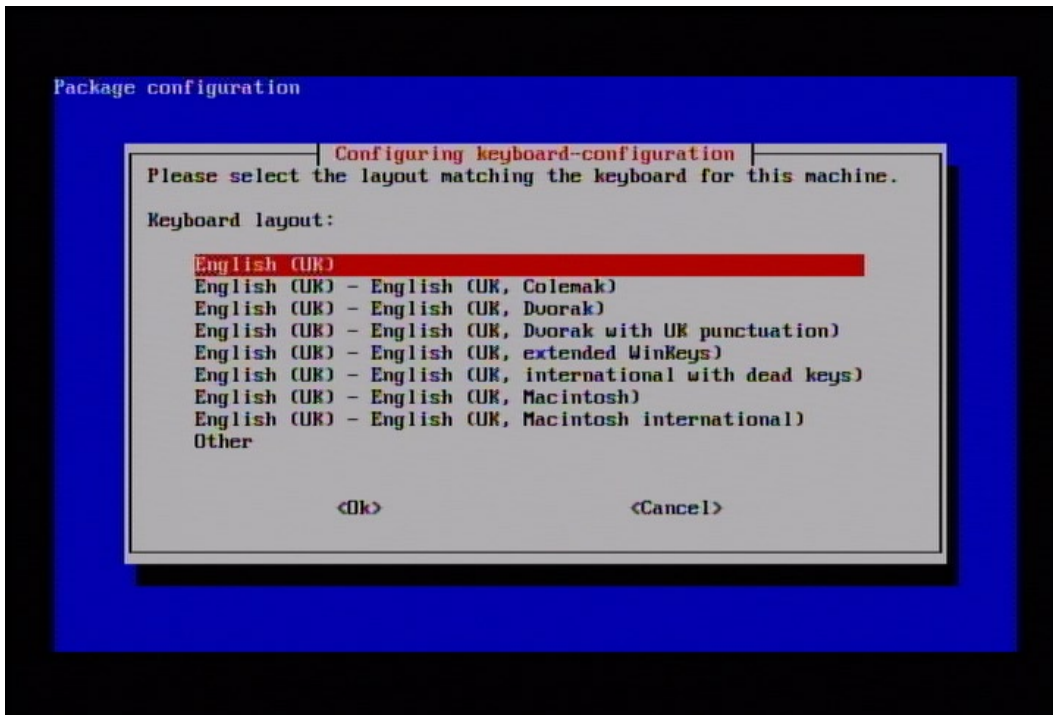 Package configuration
Configuring keyboard-configuration
Please select the layout matching the keyboard for this machine.
Keyboard layout:
English (UK)
English (UK) - English (UK, Colemak)
English (UK) - English (UK, Dvorak)
English (UK) - English (UK, Dvorak with UK punctuation)
English (UK) - English (UK, extended WinKeys)
English (UK) - English (UK, international with dead keys)
English (UK) - English (UK, Macintosh)
English (UK) - English (UK, Macintosh international)
Other
<Ok> <Cancel>